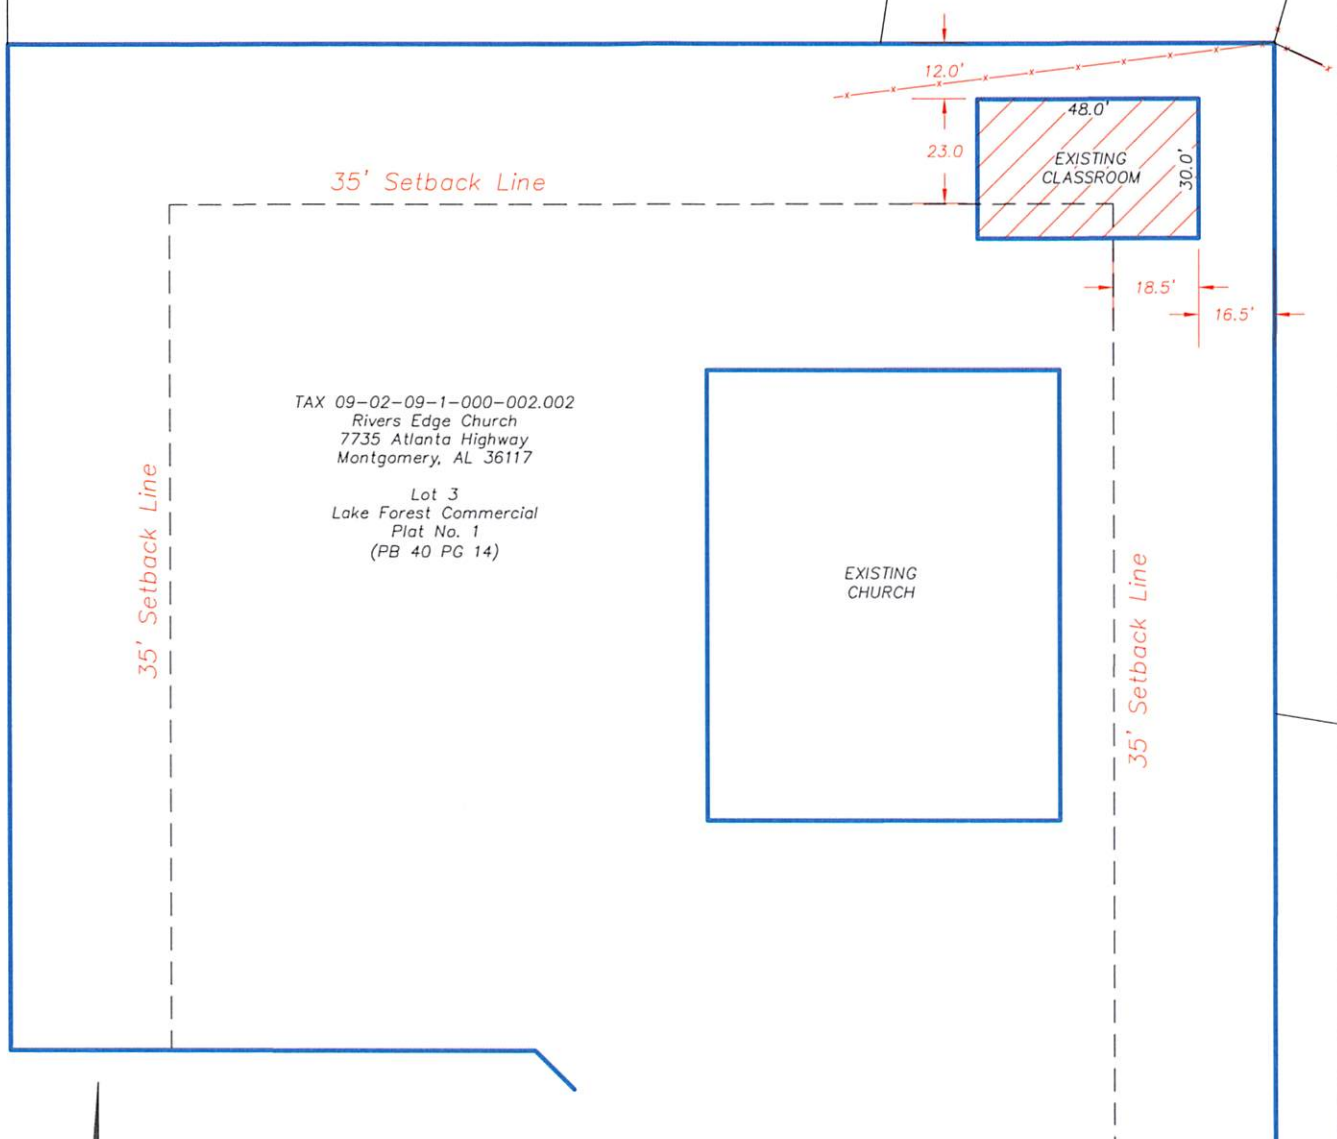 12.0'
48.0'
23.0
EXISTING
CLASSROOM
30.0'
35' Setback Line
18.5'
16.5'
TAX 09-02-09-1-000-002.002
Rivers Edge Church
7735 Atlanta Highway
Montgomery, AL 36117
Lot 3
Lake Forest Commercial
Plat No. 1
(PB 40 PG 14)
35' Setback Line
EXISTING
CHURCH
35' Setback Line